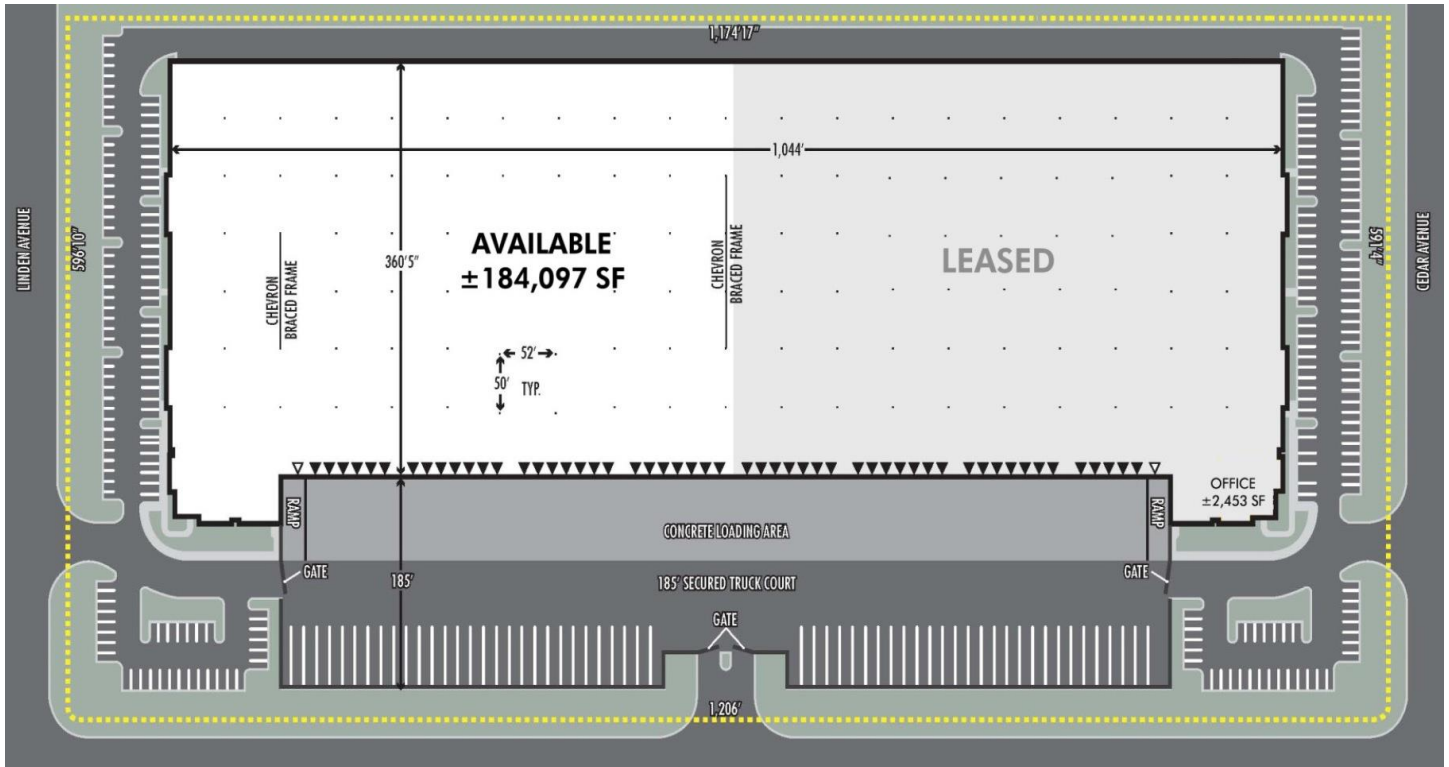 1,174'17"
1,044'
LINDEN AVENUE
596'10"
360'5"
AVAILABLE
±184,097 SF
CHEVRON
BRACED FRAME
CHEVRON
BRACED FRAME
LEASED
591'4"
CEDAR AVENUE
52'
50'
TYP.
OFFICE
±2,453 SF
RAMP
CONCRETE LOADING AREA
RAMP
GATE
185'
185' SECURED TRUCK COURT
GATE
GATE
1,206'